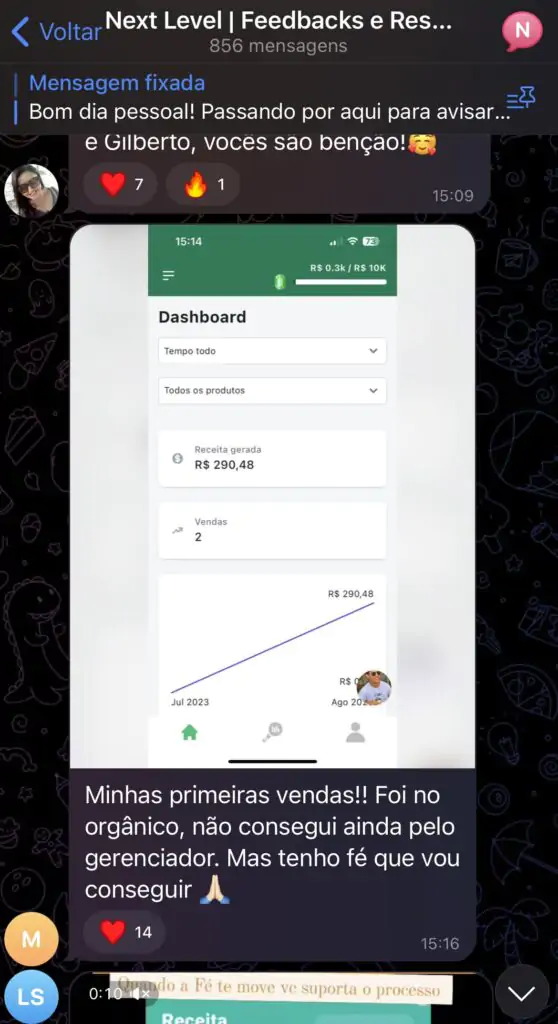 Voltar
Next Level | Feedbacks e Res...
N
856 mensagens
Mensagem fixada
Bom dia pessoal! Passando por aqui para avisar...
e Gilberto, vocês são benção!🥰
❤️ 7
🔥 1
15:09
15:14
73
R$ 0.3k / R$ 10K
Dashboard
Tempo todo
Todos os produtos
Receita gerada
R$ 290,48
Vendas
2
R$ 290,48
R$ 0
Jul 2023
Ago 202
Minhas primeiras vendas!! Foi no
orgânico, não consegui ainda pelo
gerenciador. Mas tenho fé que vou
conseguir 🙏🏻
❤️ 14
15:16
M
LS
0:10
Quando a Fé te move vc suporta o processo
Receita